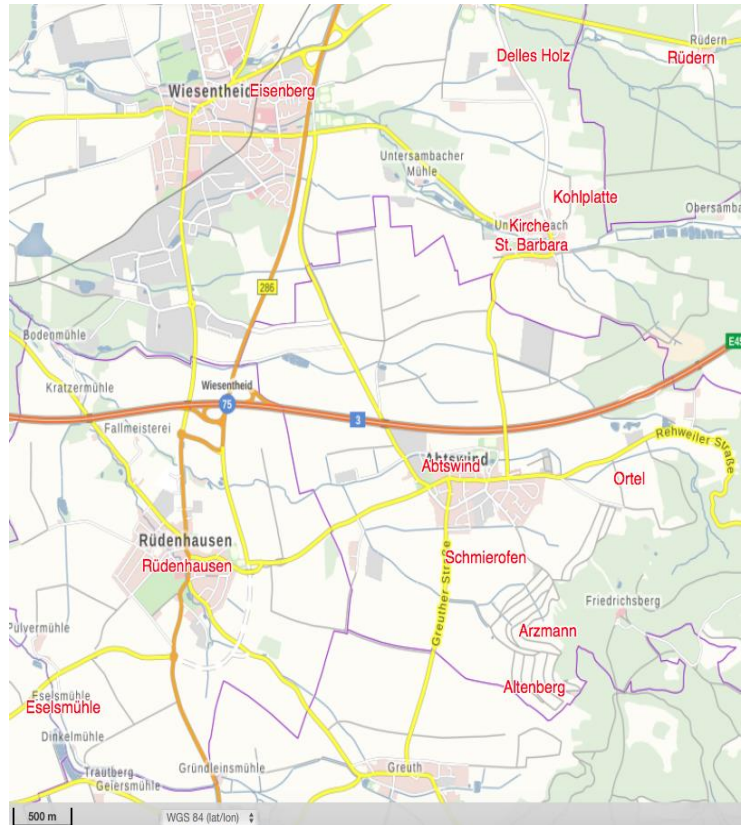 Rüdern
Delles Holz
Rüdern
Wiesentheid
Eisenberg
Untersambacher
Mühle
Kohlplatte
Kirche
St. Barbara
286
Bodenmühle
E45
Kratzermühle
Wiesentheid
75
3
Fallmeisterei
Rehweiler Straße
Abtswind
Abtswind
Ortel
Rüdenhausen
Rüdenhausen
Schmierofen
Greuther Straße
Friedrichsberg
Pulvermühle
Arzmann
Altenberg
Eselsmühle
Eselsmühle
Dinkelmühle
Trautberg
Geiersmühle
Gründleinsmühle
Greuth
500 m
WGS 84 (lat/lon)